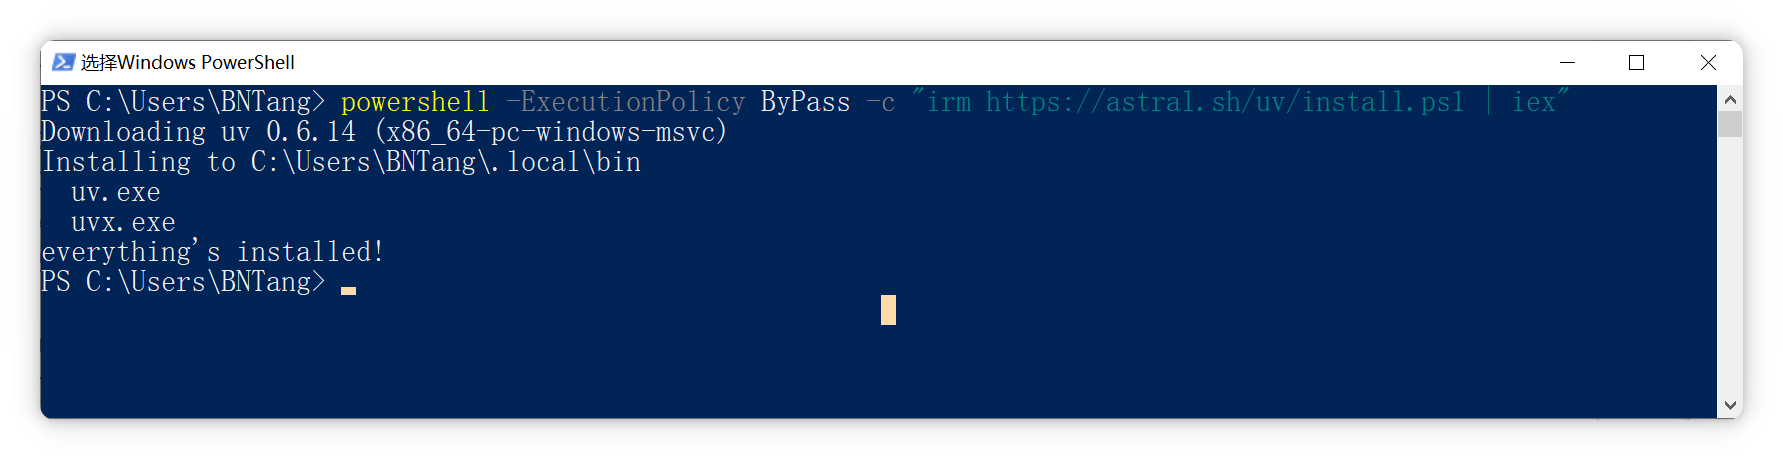 选择Windows PowerShell
PS C:\Users\BNTang> powershell -ExecutionPolicy ByPass -c "irm https://astral.sh/uv/install.ps1 | iex"
Downloading uv 0.6.14 (x86_64-pc-windows-msvc)
Installing to C:\Users\BNTang\.local\bin
  uv.exe
  uvx.exe
everything's installed!
PS C:\Users\BNTang>